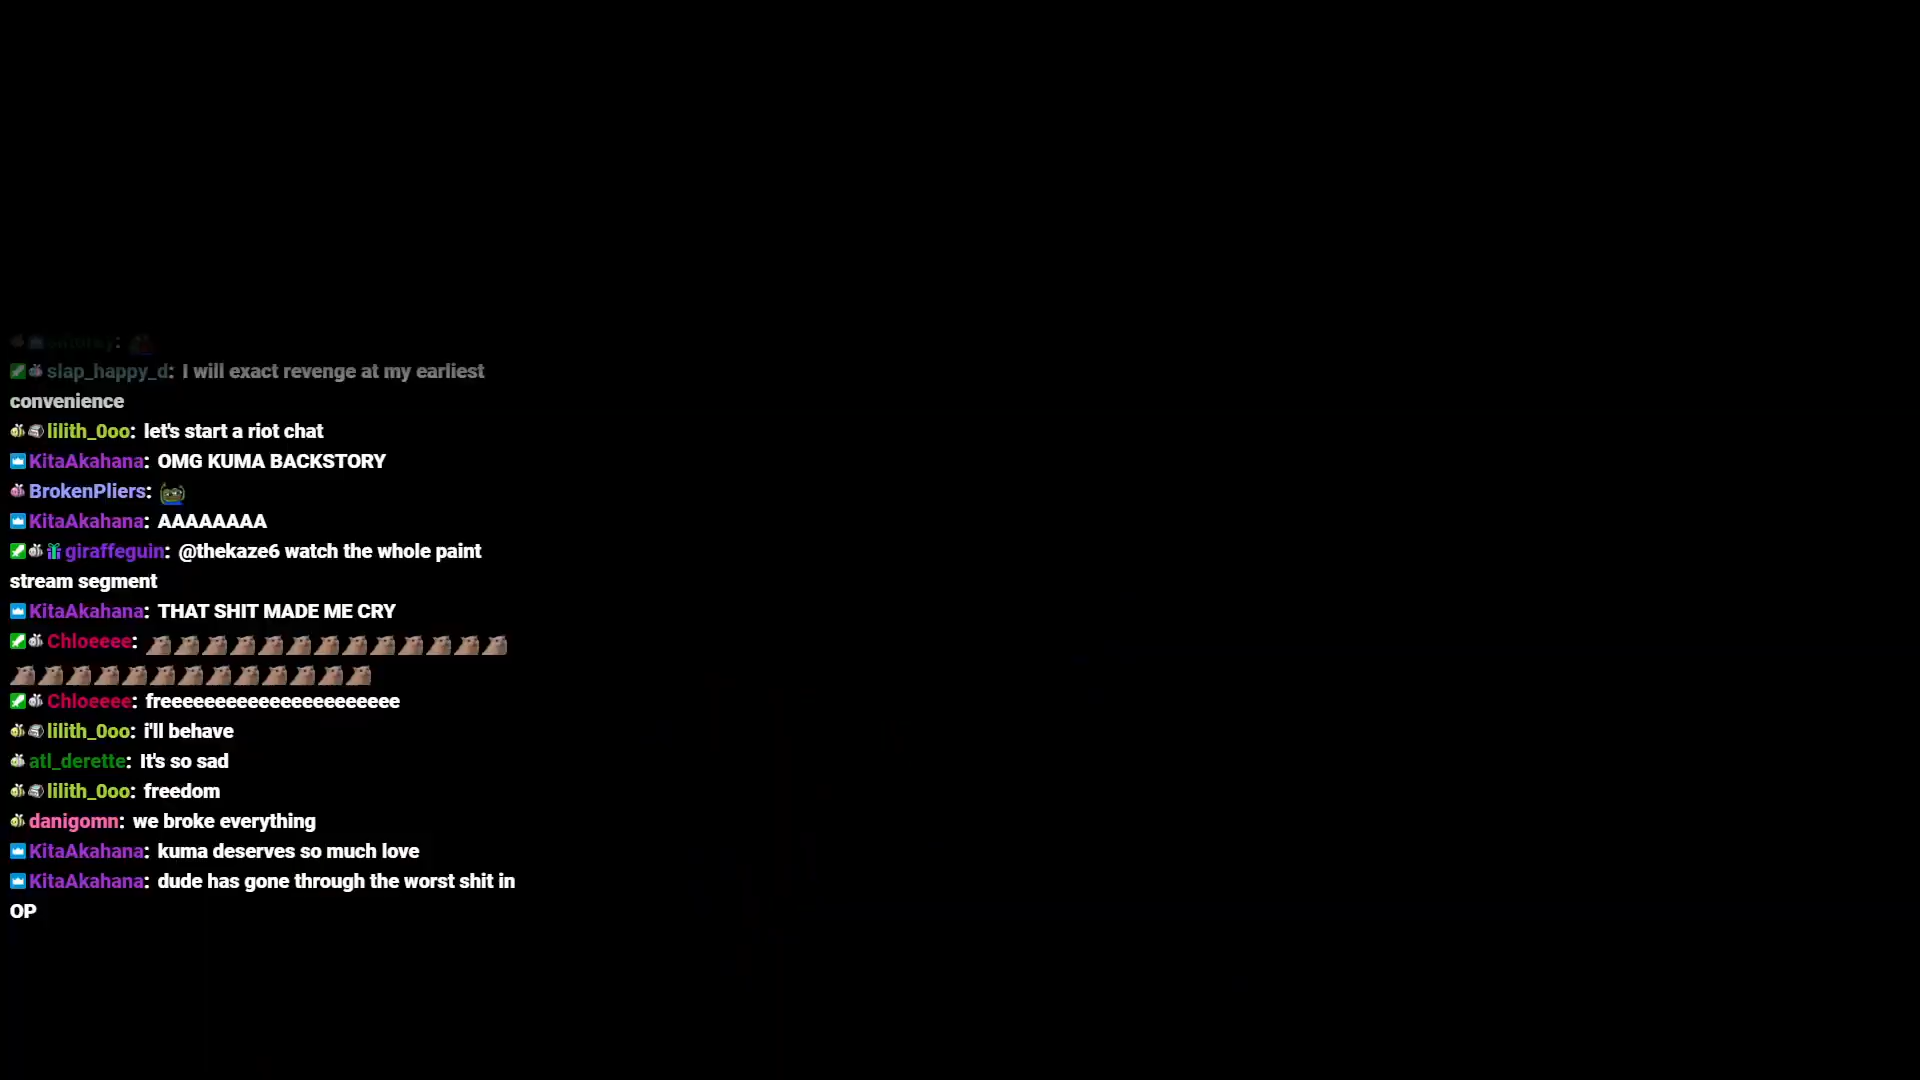 slap_happy_d: I will exact revenge at my earliest
convenience
lilith_0oo: let's start a riot chat
KitaAkahana: OMG KUMA BACKSTORY
BrokenPliers:
KitaAkahana: AAAAAAAA
giraffeguin: @thekaze6 watch the whole paint
stream segment
KitaAkahana: THAT SHIT MADE ME CRY
Chloeeee:
Chloeeee: freeeeeeeeeeeeeeeeeeeeee
lilith_0oo: i'll behave
atl_derette: It's so sad
lilith_0oo: freedom
danigomn: we broke everything
KitaAkahana: kuma deserves so much love
KitaAkahana: dude has gone through the worst shit in
OP